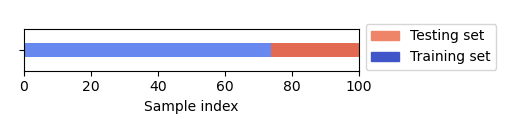 Testing set
Training set
0 20 40 60 80 100
Sample index